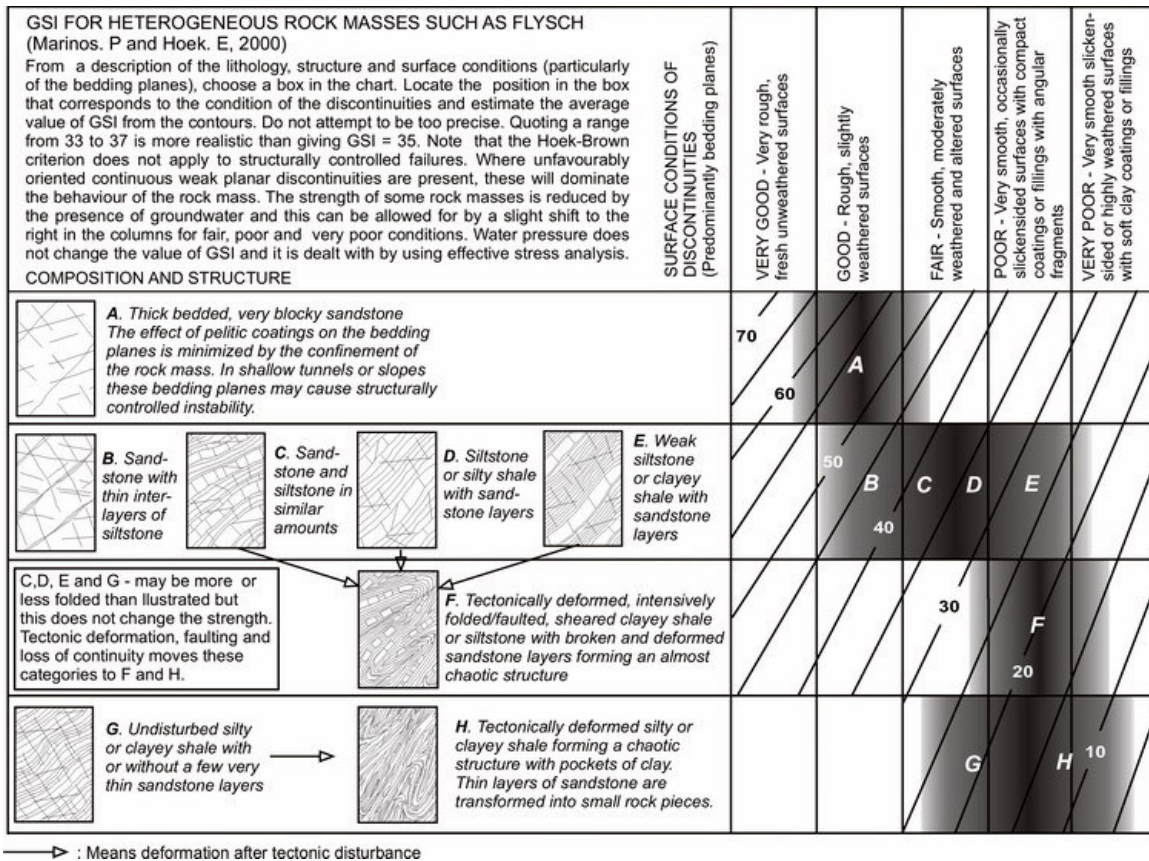 GSI FOR HETEROGENEOUS ROCK MASSES SUCH AS FLYSCH
(Marinos. P and Hoek. E, 2000)
From a description of the lithology, structure and surface conditions (particularly
of the bedding planes), choose a box in the chart. Locate the position in the box
that corresponds to the condition of the discontinuities and estimate the average
value of GSI from the contours. Do not attempt to be too precise. Quoting a range
from 33 to 37 is more realistic than giving GSI = 35. Note that the Hoek-Brown
criterion does not apply to structurally controlled failures. Where unfavourably
oriented continuous weak planar discontinuities are present, these will dominate
the behaviour of the rock mass. The strength of some rock masses is reduced by
the presence of groundwater and this can be allowed for by a slight shift to the
right in the columns for fair, poor and very poor conditions. Water pressure does
not change the value of GSI and it is dealt with by using effective stress analysis.
COMPOSITION AND STRUCTURE
SURFACE CONDITIONS OF
DISCONTINUITIES
(Predominantly bedding planes)
VERY GOOD - Very rough,
fresh unweathered surfaces
GOOD - Rough, slightly
weathered surfaces
FAIR - Smooth, moderately
weathered and altered surfaces
POOR - Very smooth, occasionally
slickensided surfaces with compact
coatings or fillings with angular
fragments
VERY POOR - Very smooth slicken-
sided or highly weathered surfaces
with soft clay coatings or fillings
A. Thick bedded, very blocky sandstone
The effect of pelitic coatings on the bedding
planes is minimized by the confinement of
the rock mass. In shallow tunnels or slopes
these bedding planes may cause structurally
controlled instability.
70
60
A
B. Sand-
stone with
thin inter-
layers of
siltstone
C. Sand-
stone and
siltstone in
similar
amounts
D. Siltstone
or silty shale
with sand-
stone layers
E. Weak
siltstone
or clayey
shale with
sandstone
layers
50
B
C
D
E
40
C,D, E and G - may be more or
less folded than llustrated but
this does not change the strength.
Tectonic deformation, faulting and
loss of continuity moves these
categories to F and H.
F. Tectonically deformed, intensively
folded/faulted, sheared clayey shale
or siltstone with broken and deformed
sandstone layers forming an almost
chaotic structure
30
F
20
G. Undisturbed silty
or clayey shale with
or without a few very
thin sandstone layers
H. Tectonically deformed silty or
clayey shale forming a chaotic
structure with pockets of clay.
Thin layers of sandstone are
transformed into small rock pieces.
G
H
10
: Means deformation after tectonic disturbance